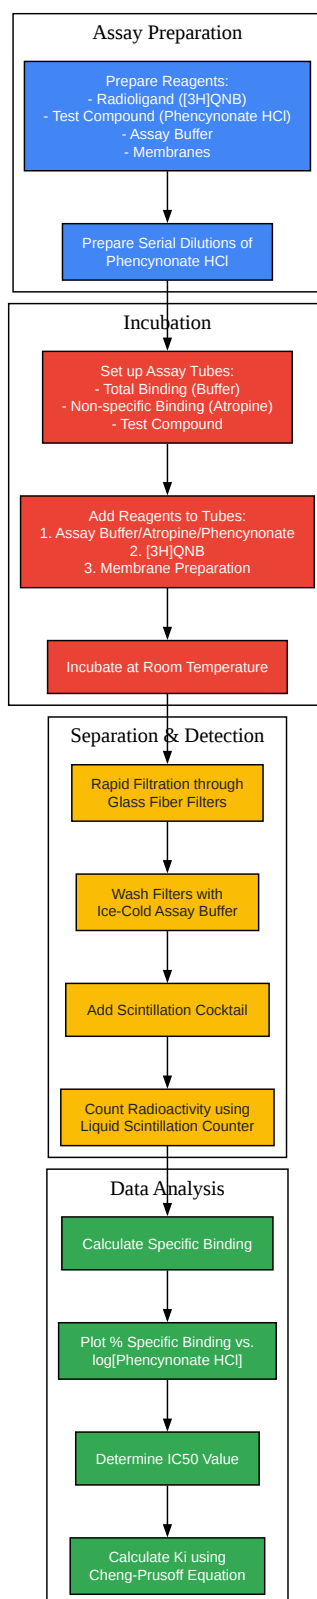 Assay Preparation
Prepare Reagents:
- Radioligand ([3H]QNB)
- Test Compound (Phencynonate HCl)
- Assay Buffer
- Membranes
Prepare Serial Dilutions of
Phencynonate HCl
Incubation
Set up Assay Tubes:
- Total Binding (Buffer)
- Non-specific Binding (Atropine)
- Test Compound
Add Reagents to Tubes:
1. Assay Buffer/Atropine/Phencynonate
2. [3H]QNB
3. Membrane Preparation
Incubate at Room Temperature
Separation & Detection
Rapid Filtration through
Glass Fiber Filters
Wash Filters with
Ice-Cold Assay Buffer
Add Scintillation Cocktail
Count Radioactivity using
Liquid Scintillation Counter
Data Analysis
Calculate Specific Binding
Plot % Specific Binding vs.
log[Phencynonate HCl]
Determine IC50 Value
Calculate Ki using
Cheng-Prusoff Equation